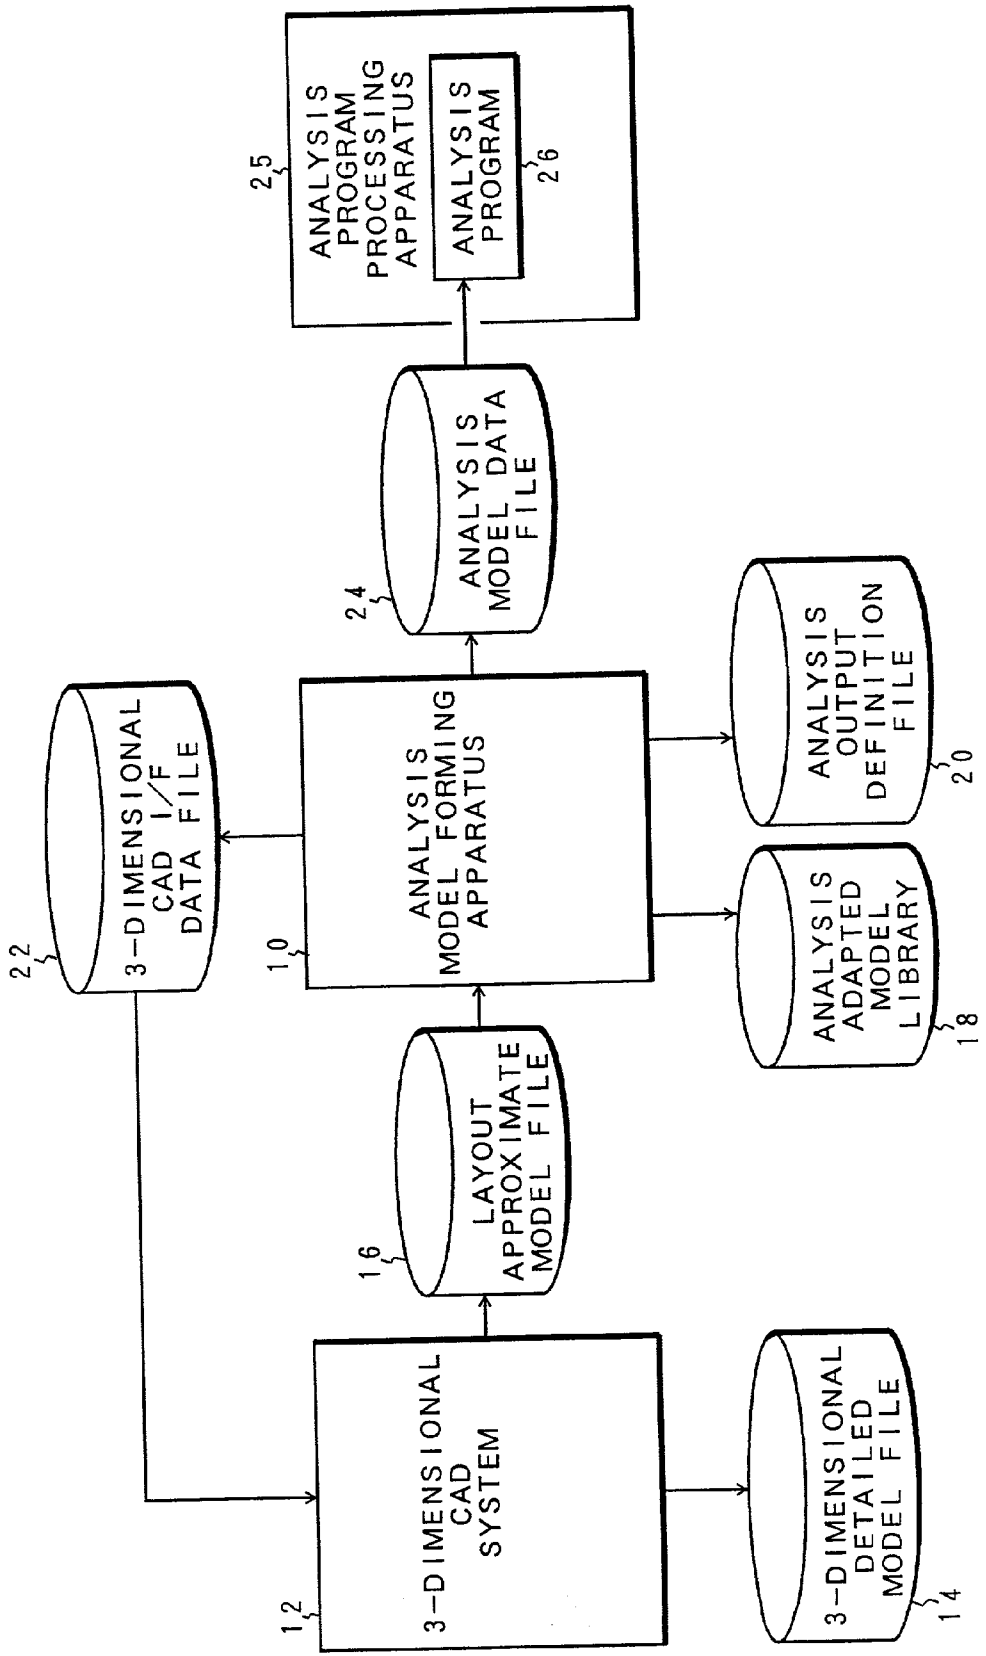 22
3-DIMENSIONAL
CAD I/F
DATA FILE
12
3-DIMENSIONAL
CAD
SYSTEM
16
LAYOUT
APPROXIMATE
MODEL FILE
10
ANALYSIS
MODEL FORMING
APPARATUS
24
ANALYSIS
MODEL DATA
FILE
25
ANALYSIS
PROGRAM
PROCESSING
APPARATUS
ANALYSIS
PROGRAM
26
3-DIMENSIONAL
DETAILED
MODEL FILE
14
ANALYSIS
ADAPTED
MODEL
LIBRARY
18
ANALYSIS
OUTPUT
DEFINITION
FILE
20